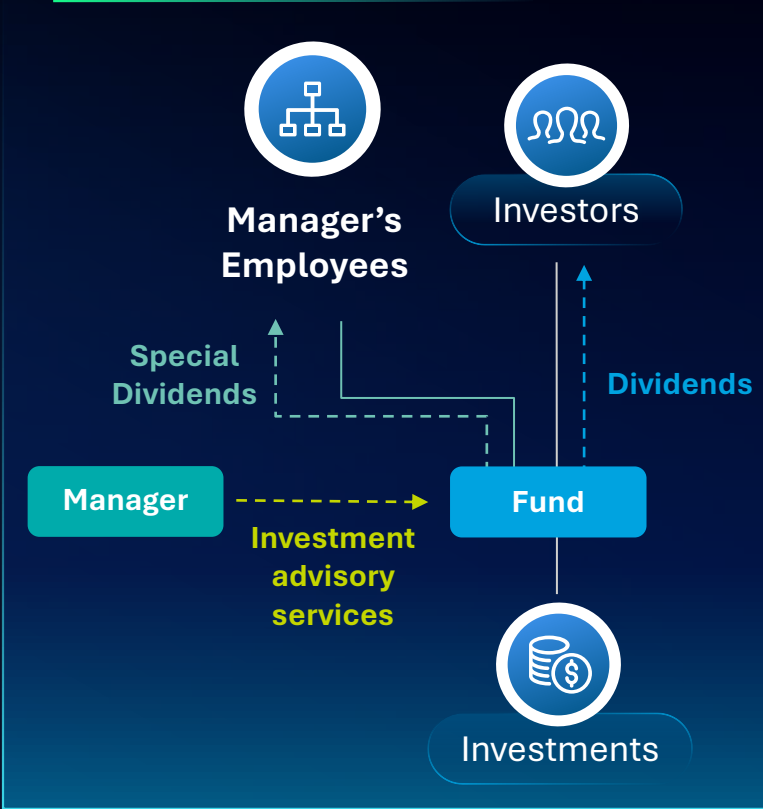 Manager’s
Employees
Investors
Special
Dividends
Dividends
Manager
Fund
Investment
advisory
services
$
Investments